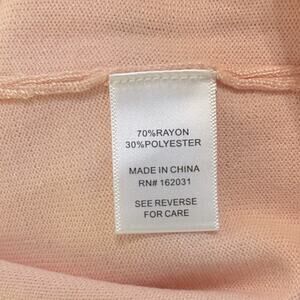 70%RAYON
30%POLYESTER
MADE IN CHINA
RN# 162031
SEE REVERSE
FOR CARE